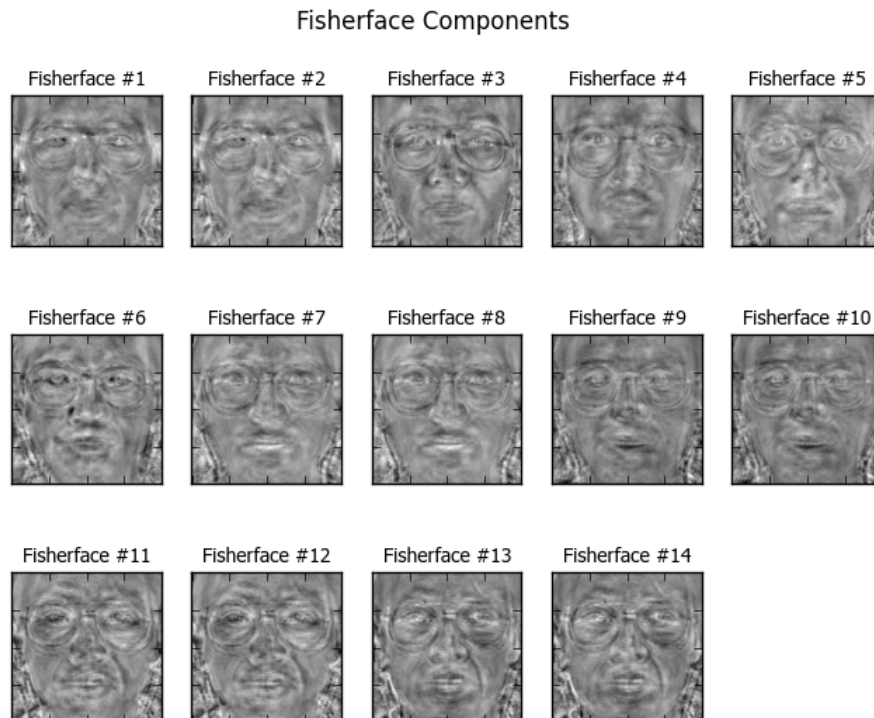 Fisherface Components
Fisherface #1 Fisherface #2 Fisherface #3 Fisherface #4 Fisherface #5
Fisherface #6 Fisherface #7 Fisherface #8 Fisherface #9 Fisherface #10
Fisherface #11 Fisherface #12 Fisherface #13 Fisherface #14